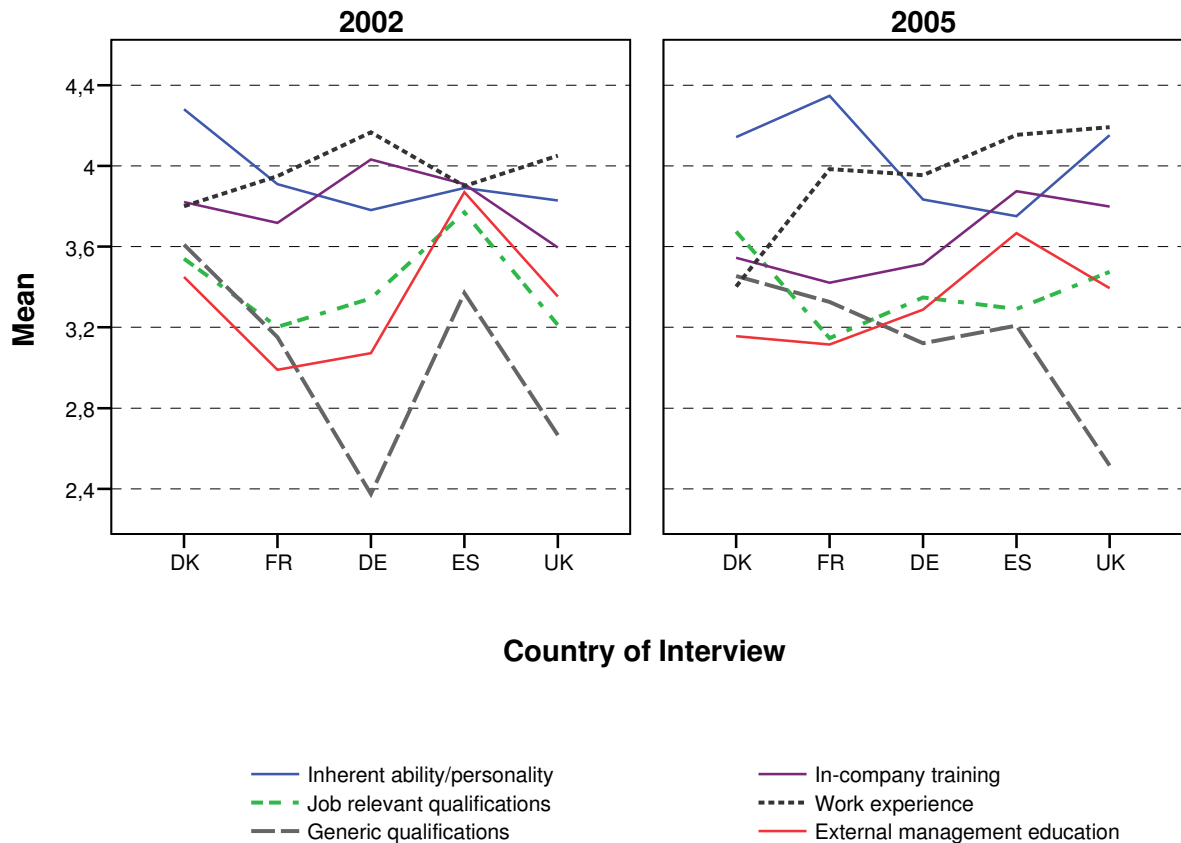 2002 2005
4,4
4
3,6
3,2
2,8
2,4
Mean
DK FR DE ES UK DK FR DE ES UK
Country of Interview
Inherent ability/personality In-company training
Job relevant qualifications Work experience
Generic qualifications External management education